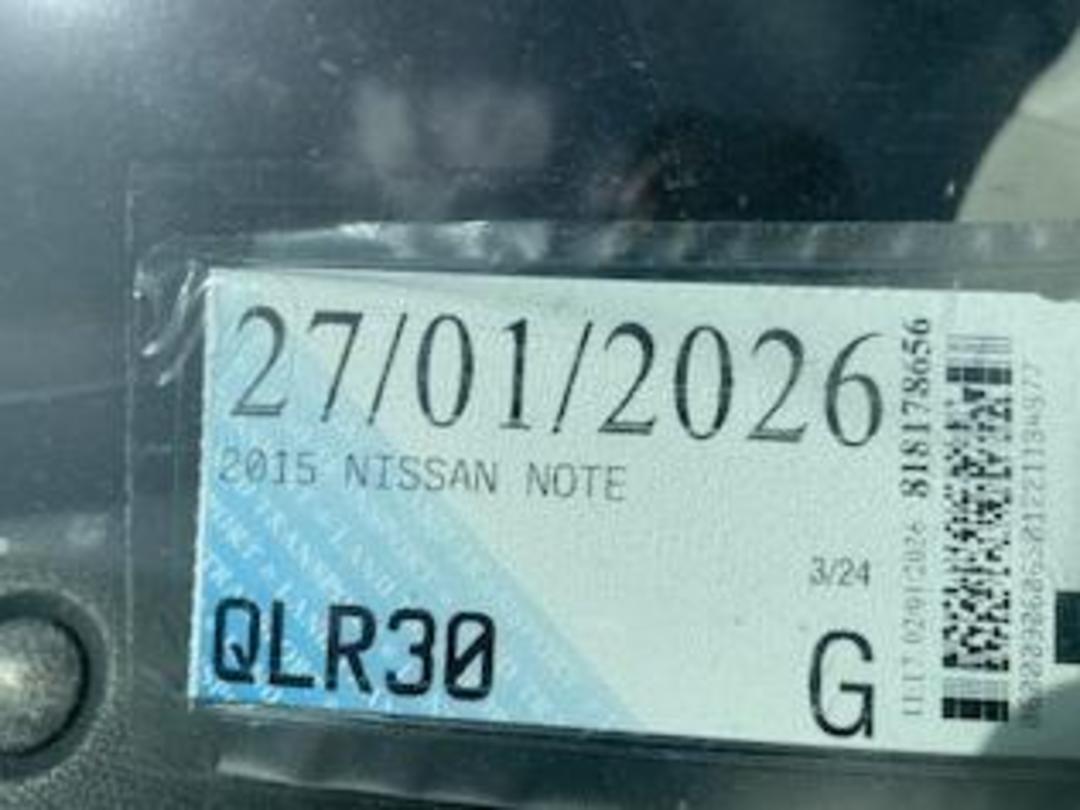 27/01/2026
2015 NISSAN NOTE
3/24
QLR30
G
818178656